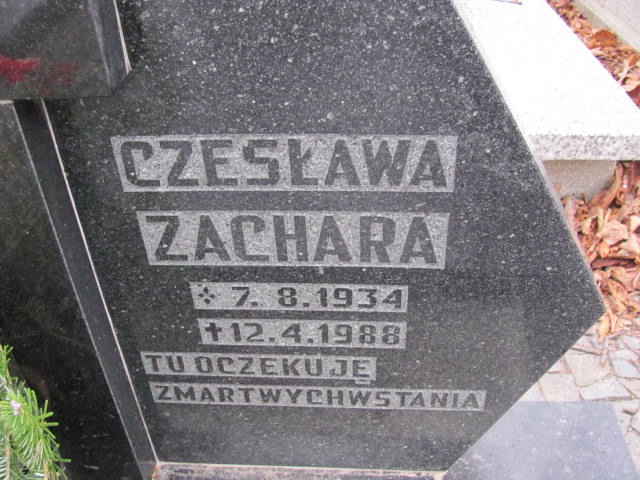 CZESŁAWA
ZACHARA
⁘ 7. 8.1934
✝12.4.1988
TU OCZEKUJĘ
ZMARTWYCHWSTANIA